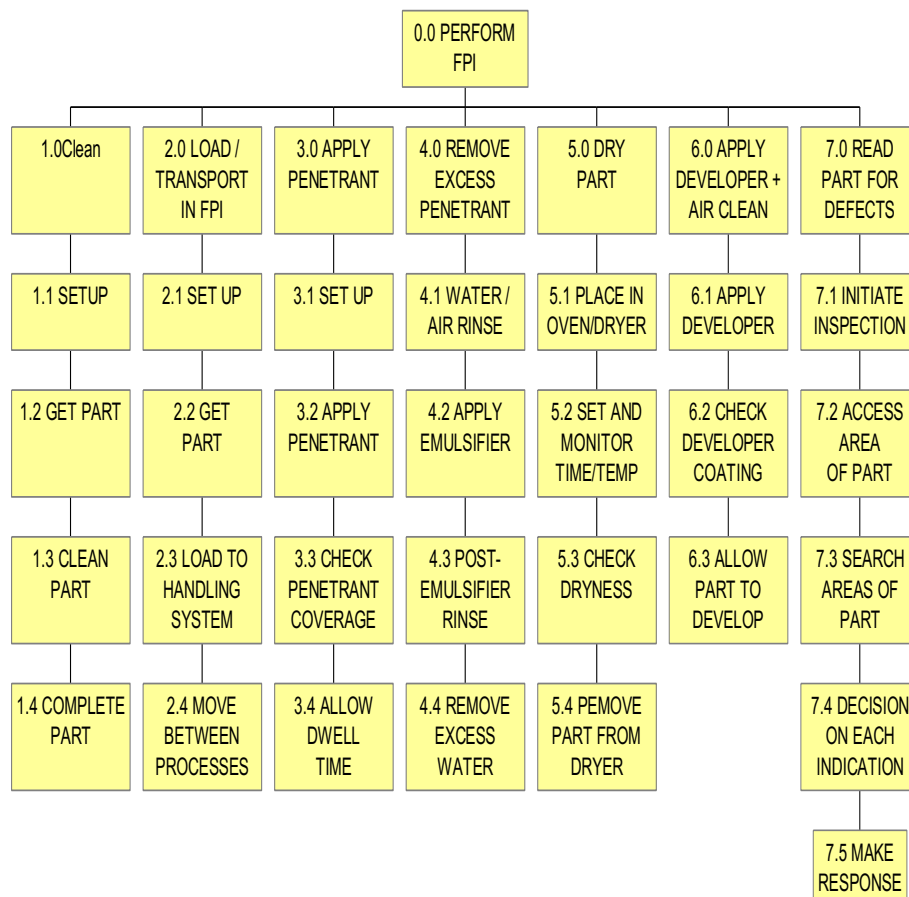 0.0 PERFORM
FPI
1.0Clean
2.0 LOAD /
TRANSPORT
IN FPI
3.0 APPLY
PENETRANT
4.0 REMOVE
EXCESS
PENETRANT
5.0 DRY
PART
6.0 APPLY
DEVELOPER +
AIR CLEAN
7.0 READ
PART FOR
DEFECTS
1.1 SETUP
2.1 SET UP
3.1 SET UP
4.1 WATER /
AIR RINSE
5.1 PLACE IN
OVEN/DRYER
6.1 APPLY
DEVELOPER
7.1 INITIATE
INSPECTION
1.2 GET PART
2.2 GET
PART
3.2 APPLY
PENETRANT
4.2 APPLY
EMULSIFIER
5.2 SET AND
MONITOR
TIME/TEMP
6.2 CHECK
DEVELOPER
COATING
7.2 ACCESS
AREA
OF PART
1.3 CLEAN
PART
2.3 LOAD TO
HANDLING
SYSTEM
3.3 CHECK
PENETRANT
COVERAGE
4.3 POST-
EMULSIFIER
RINSE
5.3 CHECK
DRYNESS
6.3 ALLOW
PART TO
DEVELOP
7.3 SEARCH
AREAS OF
PART
1.4 COMPLETE
PART
2.4 MOVE
BETWEEN
PROCESSES
3.4 ALLOW
DWELL
TIME
4.4 REMOVE
EXCESS
WATER
5.4 PEMOVE
PART FROM
DRYER
7.4 DECISION
ON EACH
INDICATION
7.5 MAKE
RESPONSE